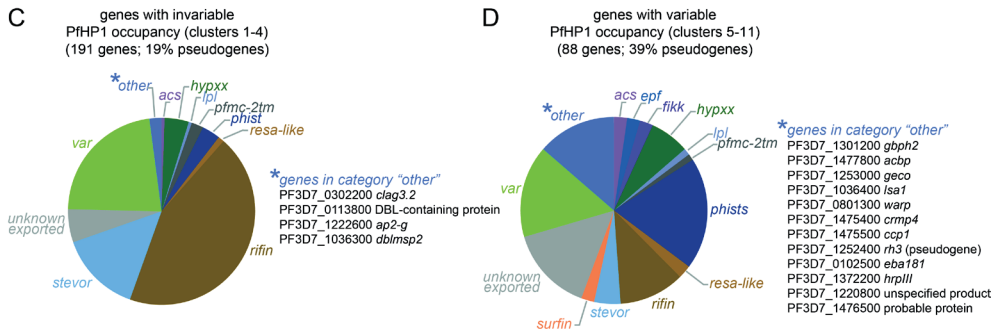 C
genes with invariable
PfHP1 occupancy (clusters 1-4)
(191 genes; 19% pseudogenes)
*other
acs
hypxx
lpl
pfmc-2tm
phist
resa-like
var
unknown
exported
stevor
rifin
*genes in category “other”
PF3D7_0302200 clag3.2
PF3D7_0113800 DBL-containing protein
PF3D7_1222600 ap2-g
PF3D7_1036300 dblmsp2
D
genes with variable
PfHP1 occupancy (clusters 5-11)
(88 genes; 39% pseudogenes)
*other
acs
epf
fikk
hypxx
lpl
pfmc-2tm
var
phists
unknown
exported
resa-like
surfin
stevor
rifin
*genes in category “other”
PF3D7_1301200 gbph2
PF3D7_1477800 acbp
PF3D7_1253000 geco
PF3D7_1036400 lsa1
PF3D7_0801300 warp
PF3D7_1475400 crmp4
PF3D7_1475500 ccp1
PF3D7_1252400 rh3 (pseudogene)
PF3D7_0102500 eba181
PF3D7_1372200 hrpIII
PF3D7_1220800 unspecified product
PF3D7_1476500 probable protein